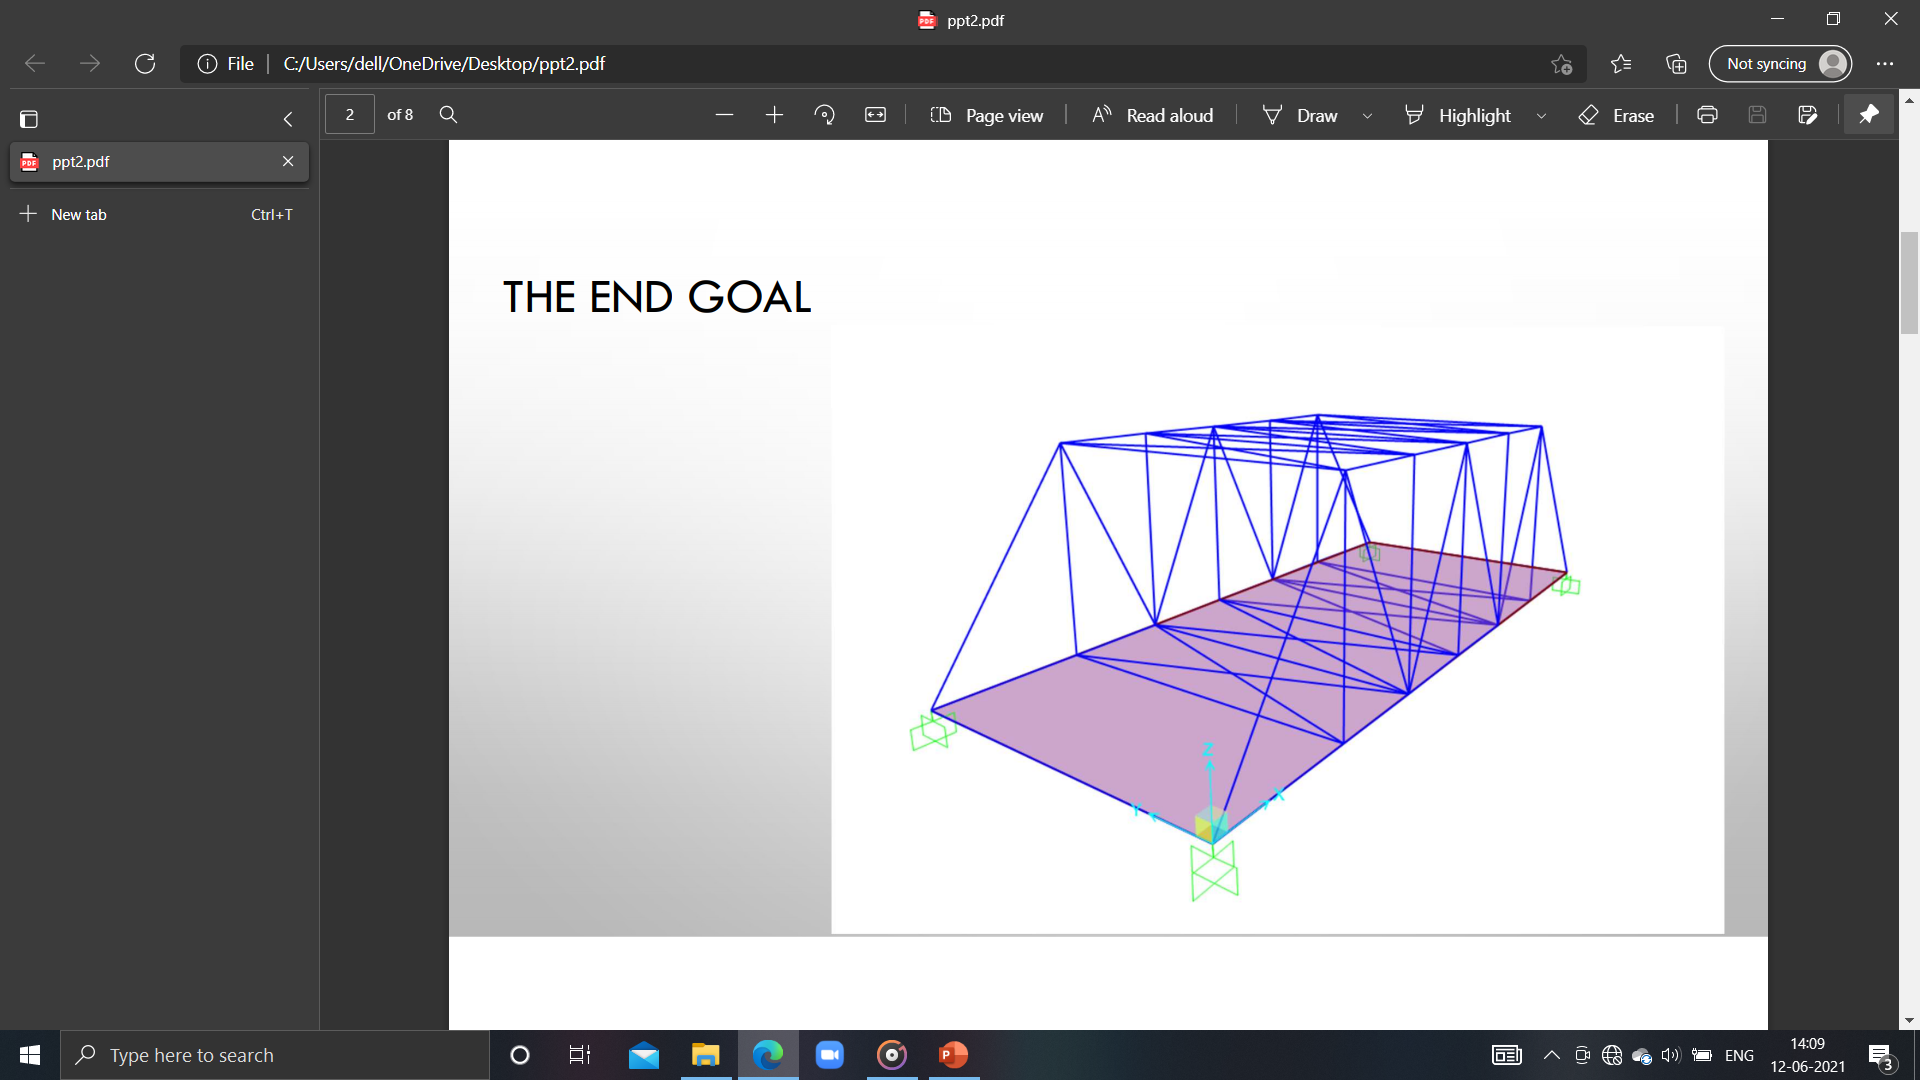 ppt2.pdf
File
C:/Users/dell/OneDrive/Desktop/ppt2.pdf
Not syncing
2 of 8
Page view
Read aloud
Draw
Highlight
Erase
PDF ppt2.pdf
New tab Ctrl+T
THE END GOAL
Z
Y
X
Type here to search
P
ENG
14:09
12-06-2021
3